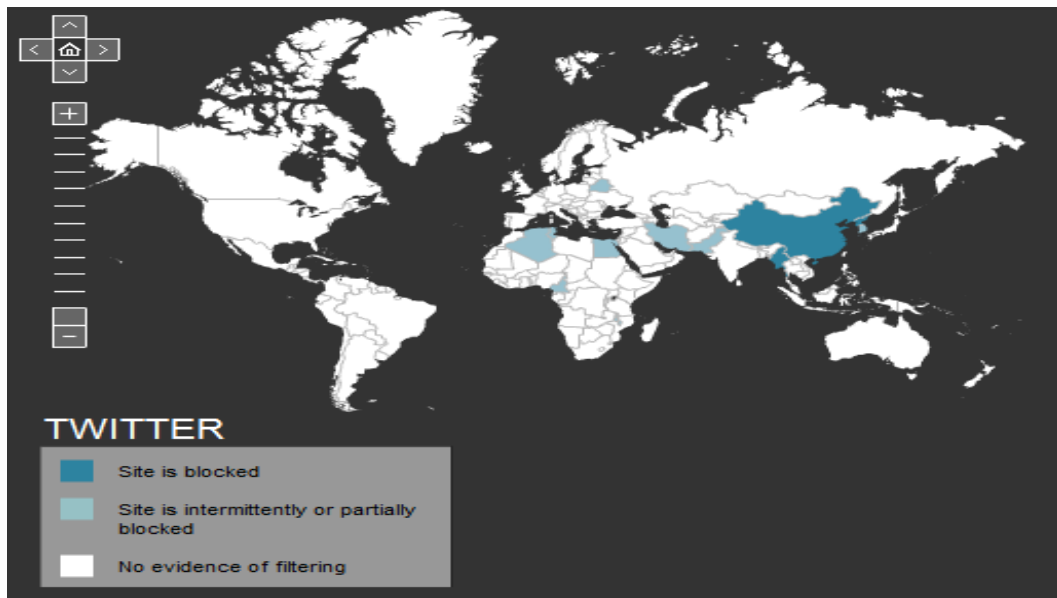 TWITTER
Site is blocked
Site is intermittently or partially
blocked
No evidence of filtering